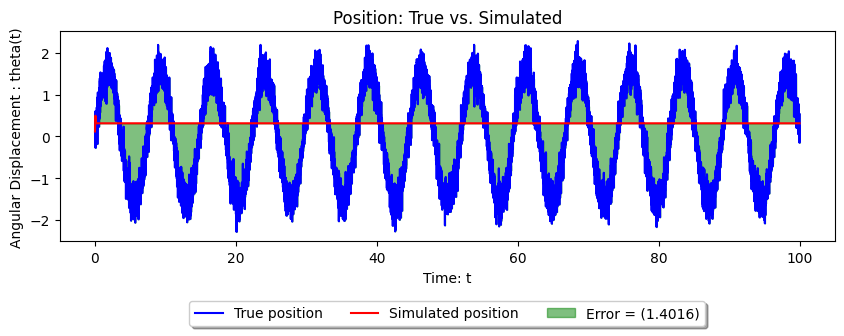 Position: True vs. Simulated
Angular Displacement : theta(t)
2
1
0
−1
−2
0 20 40 60 80 100
Time: t
True position Simulated position Error = (1.4016)